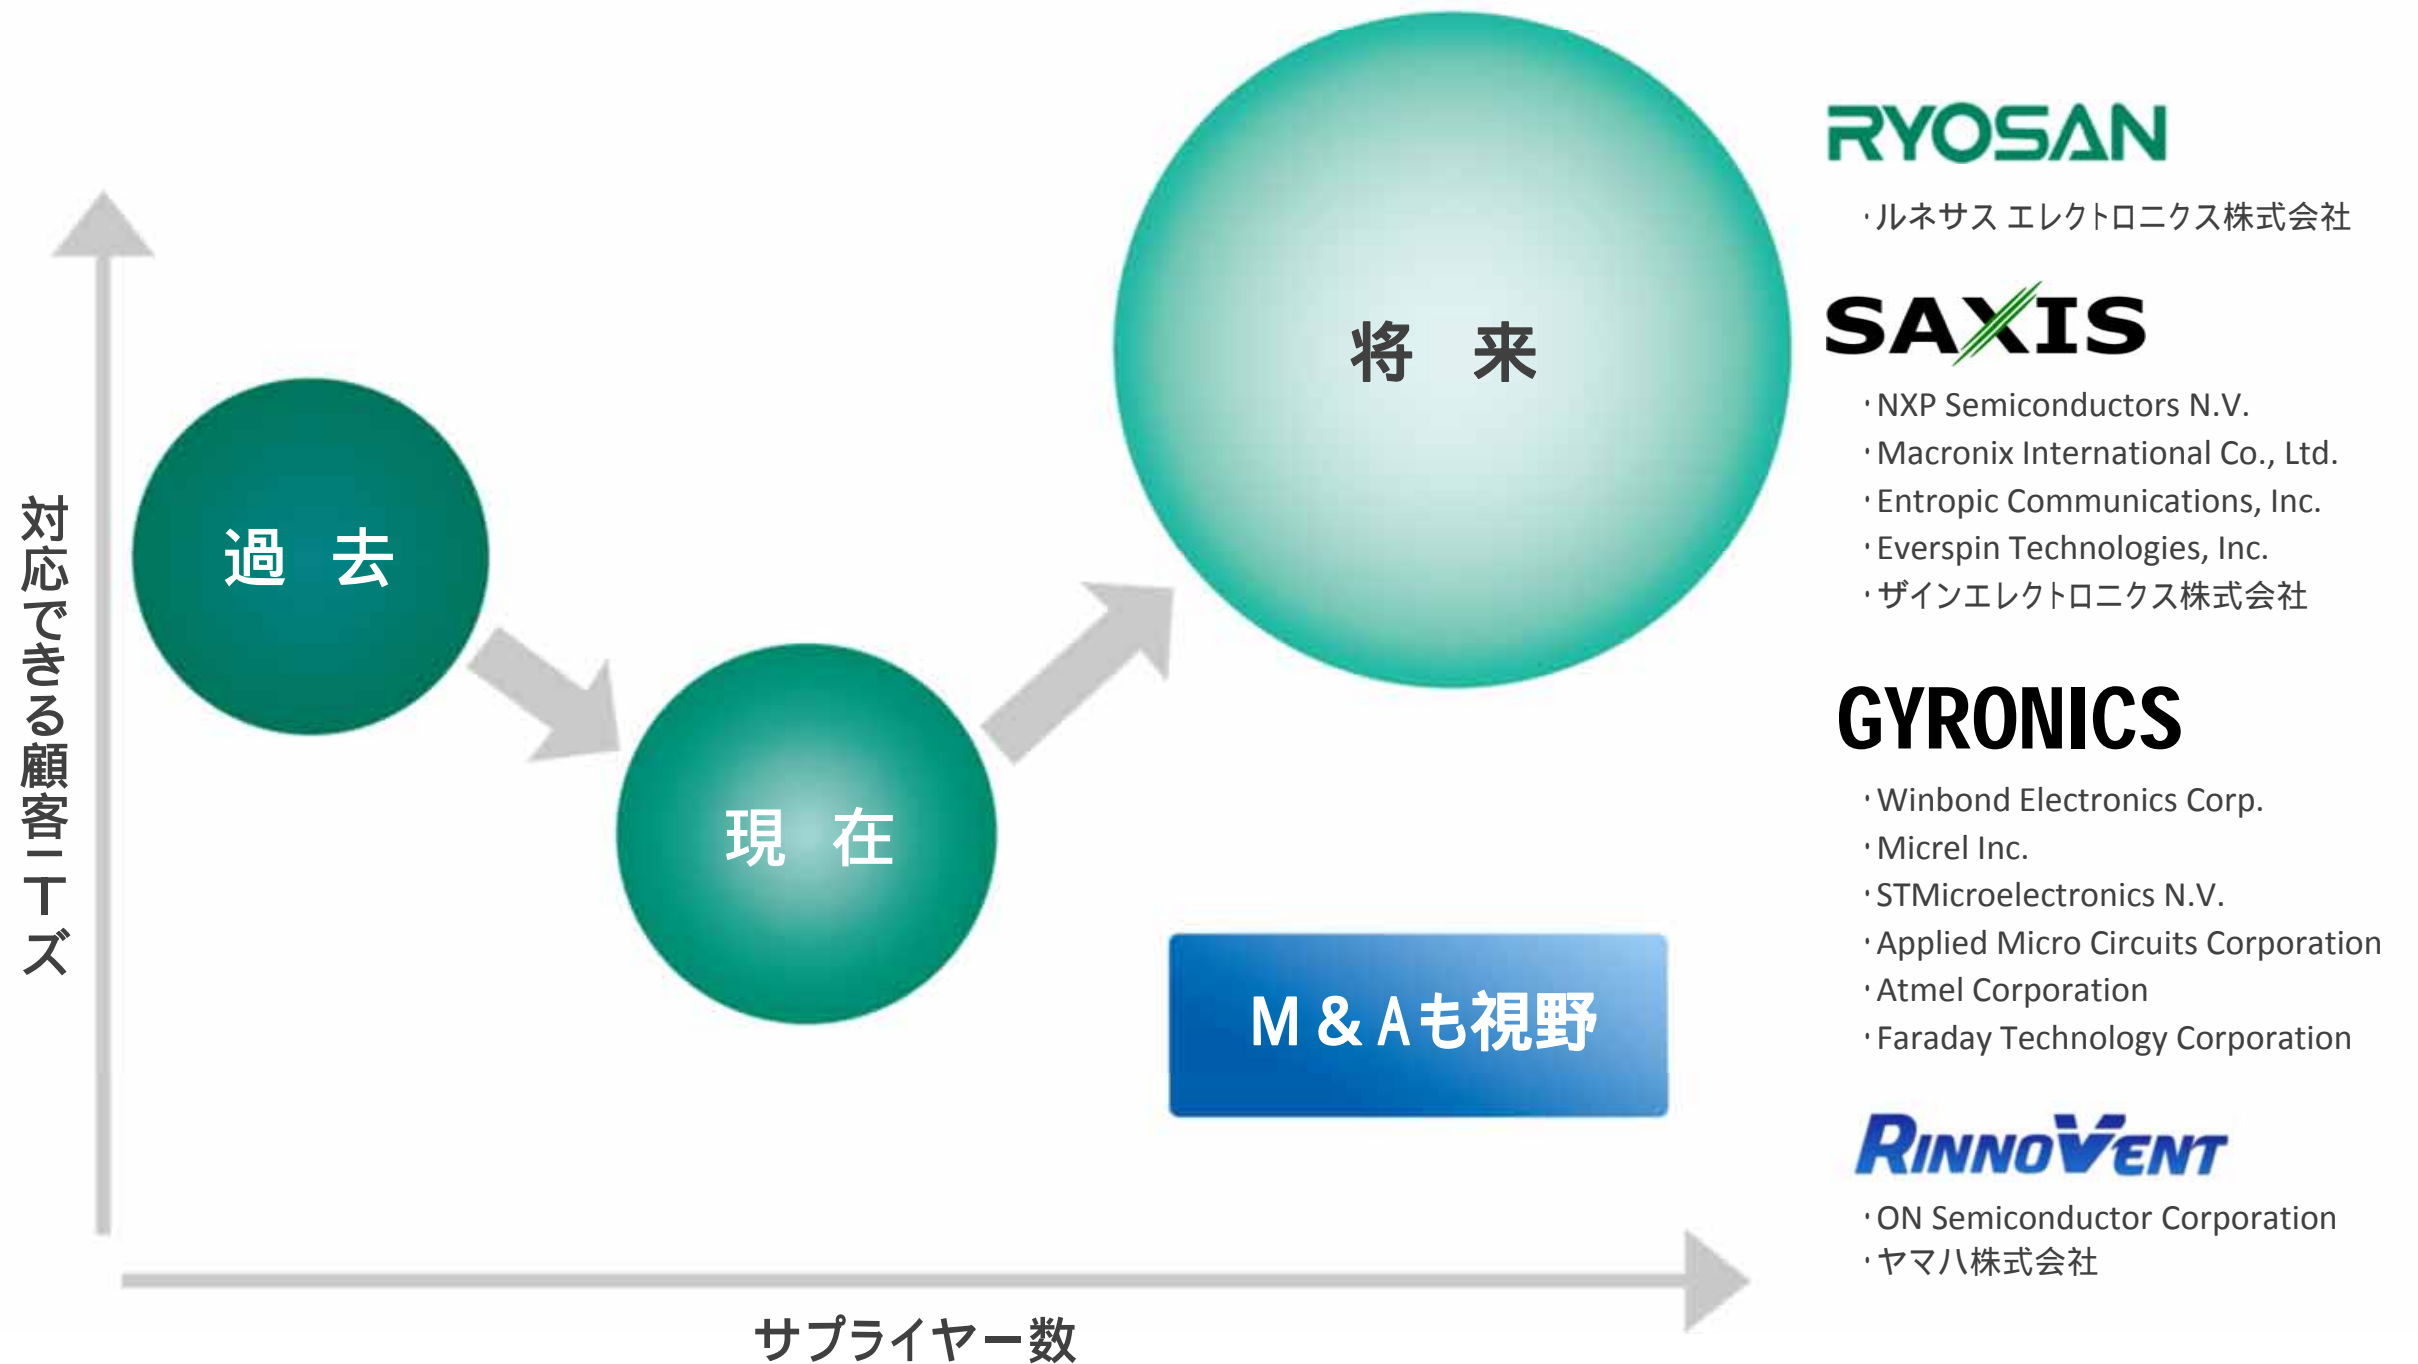 対応できる顧客ニーズ
過 去
現 在
将 来
M&Aも視野
サプライヤー数
RYOSAN
・ルネサス エレクトロニクス株式会社
SAXIS
・NXP Semiconductors N.V.
・Macronix International Co., Ltd.
・Entropic Communications, Inc.
・Everspin Technologies, Inc.
・ザインエレクトロニクス株式会社
GYRONICS
・Winbond Electronics Corp.
・Micrel Inc.
・STMicroelectronics N.V.
・Applied Micro Circuits Corporation
・Atmel Corporation
・Faraday Technology Corporation
RINNOVENT
・ON Semiconductor Corporation
・ヤマハ株式会社